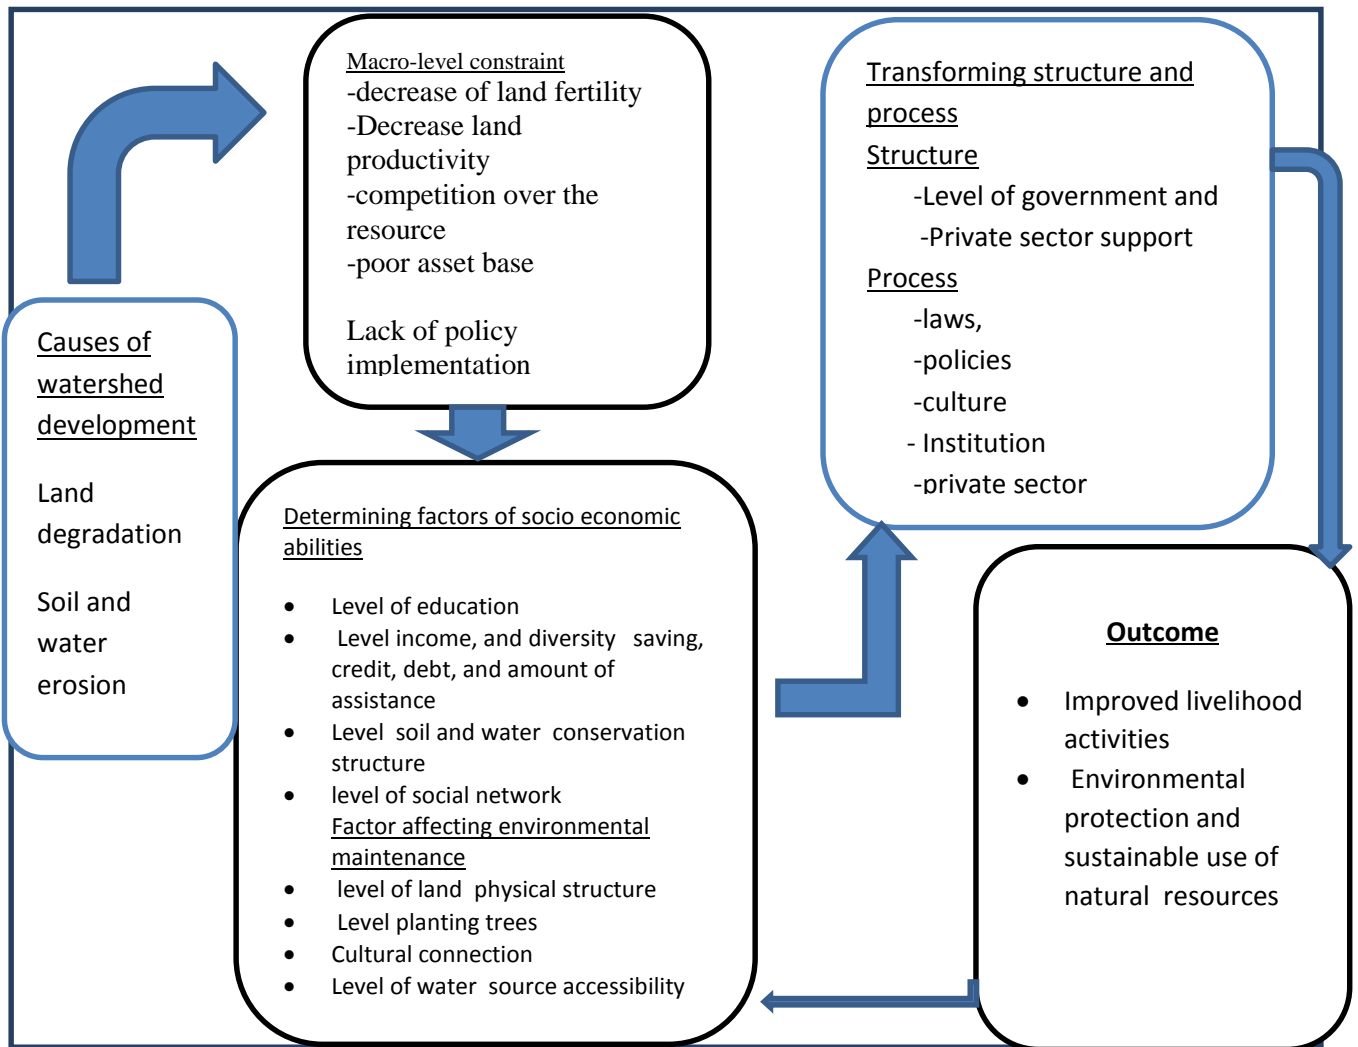 Causes of
watershed
development
Land
degradation
Soil and
water
erosion
Macro-level constraint
-decrease of land fertility
-Decrease land
productivity
-competition over the
resource
-poor asset base
Lack of policy
implementation
Determining factors of socio economic
abilities
• Level of education
• Level income, and diversity saving,
credit, debt, and amount of
assistance
• Level soil and water conservation
structure
• level of social network
Factor affecting environmental
maintenance
• level of land physical structure
• Level planting trees
• Cultural connection
• Level of water source accessibility
Transforming structure and
process
Structure
-Level of government and
-Private sector support
Process
-laws,
-policies
-culture
- Institution
-private sector
Outcome
• Improved livelihood
activities
• Environmental
protection and
sustainable use of
natural resources